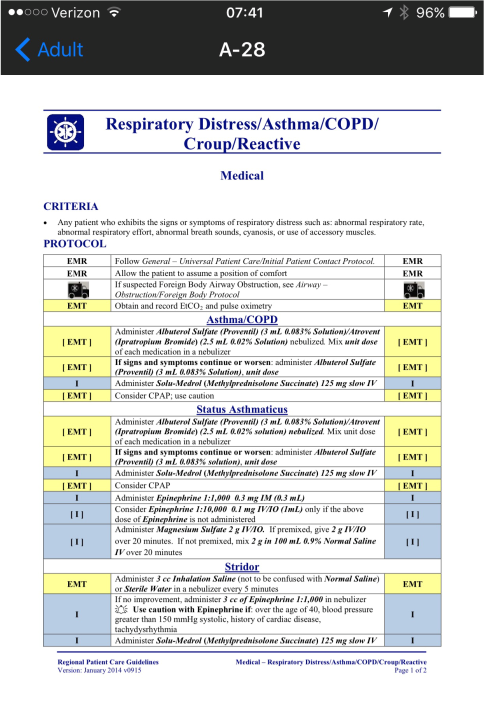 Verizon 07:41 96%
Adult A-28
Respiratory Distress/Asthma/COPD/
Croup/Reactive
Medical
CRITERIA
• Any patient who exhibits the signs or symptoms of respiratory distress such as: abnormal respiratory rate,
abnormal respiratory effort, abnormal breath sounds, cyanosis, or use of accessory muscles.
PROTOCOL
EMR Follow General – Universal Patient Care/Initial Patient Contact Protocol. EMR
EMR Allow the patient to assume a position of comfort EMR
If suspected Foreign Body Airway Obstruction, see Airway –
Obstruction/Foreign Body Protocol
EMT Obtain and record EtCO2 and pulse oximetry EMT
Asthma/COPD
Administer Albuterol Sulfate (Proventil) (3 mL 0.083% Solution)/Atrovent
[ EMT ] (Ipratropium Bromide) (2.5 mL 0.02% Solution) nebulized. Mix unit dose [ EMT ]
of each medication in a nebulizer
[ EMT ] If signs and symptoms continue or worsen: administer Albuterol Sulfate [ EMT ]
(Proventil) (3 mL 0.083% Solution), unit dose
I Administer Solu-Medrol (Methylprednisolone Succinate) 125 mg slow IV I
[ EMT ] Consider CPAP; use caution [ EMT ]
Status Asthmaticus
Administer Albuterol Sulfate (Proventil) (3 mL 0.083% Solution)/Atrovent
[ EMT ] (Ipratropium Bromide) (2.5 mL 0.02% solution) nebulized. Mix unit dose [ EMT ]
of each medication in a nebulizer
[ EMT ] If signs and symptoms continue or worsen: administer Albuterol Sulfate [ EMT ]
(Proventil) (3 mL 0.083% solution), unit dose
I Administer Solu-Medrol (Methylprednisolone Succinate) 125 mg slow IV I
[ EMT ] Consider CPAP [ EMT ]
I Administer Epinephrine 1:1,000 0.3 mg IM (0.3 mL) I
[ I ] Consider Epinephrine 1:10,000 0.1 mg IV/IO (1mL) only if the above [ I ]
dose of Epinephrine is not administered
Administer Magnesium Sulfate 2 g IV/IO. If premixed, give 2 g IV/IO
[ I ] over 20 minutes. If not premixed, mix 2 g in 100 mL 0.9% Normal Saline [ I ]
IV over 20 minutes
Stridor
EMT Administer 3 cc Inhalation Saline (not to be confused with Normal Saline) EMT
or Sterile Water in a nebulizer every 5 minutes
If no improvement, administer 3 cc of Epinephrine 1:1,000 in nebulizer
I Use caution with Epinephrine if: over the age of 40, blood pressure I
greater than 150 mmHg systolic, history of cardiac disease,
tachydysrhythmia
I Administer Solu-Medrol (Methylprednisolone Succinate) 125 mg slow IV I
Regional Patient Care Guidelines Medical – Respiratory Distress/Asthma/COPD/Croup/Reactive
Version: January 2014 v0915 Page 1 of 2